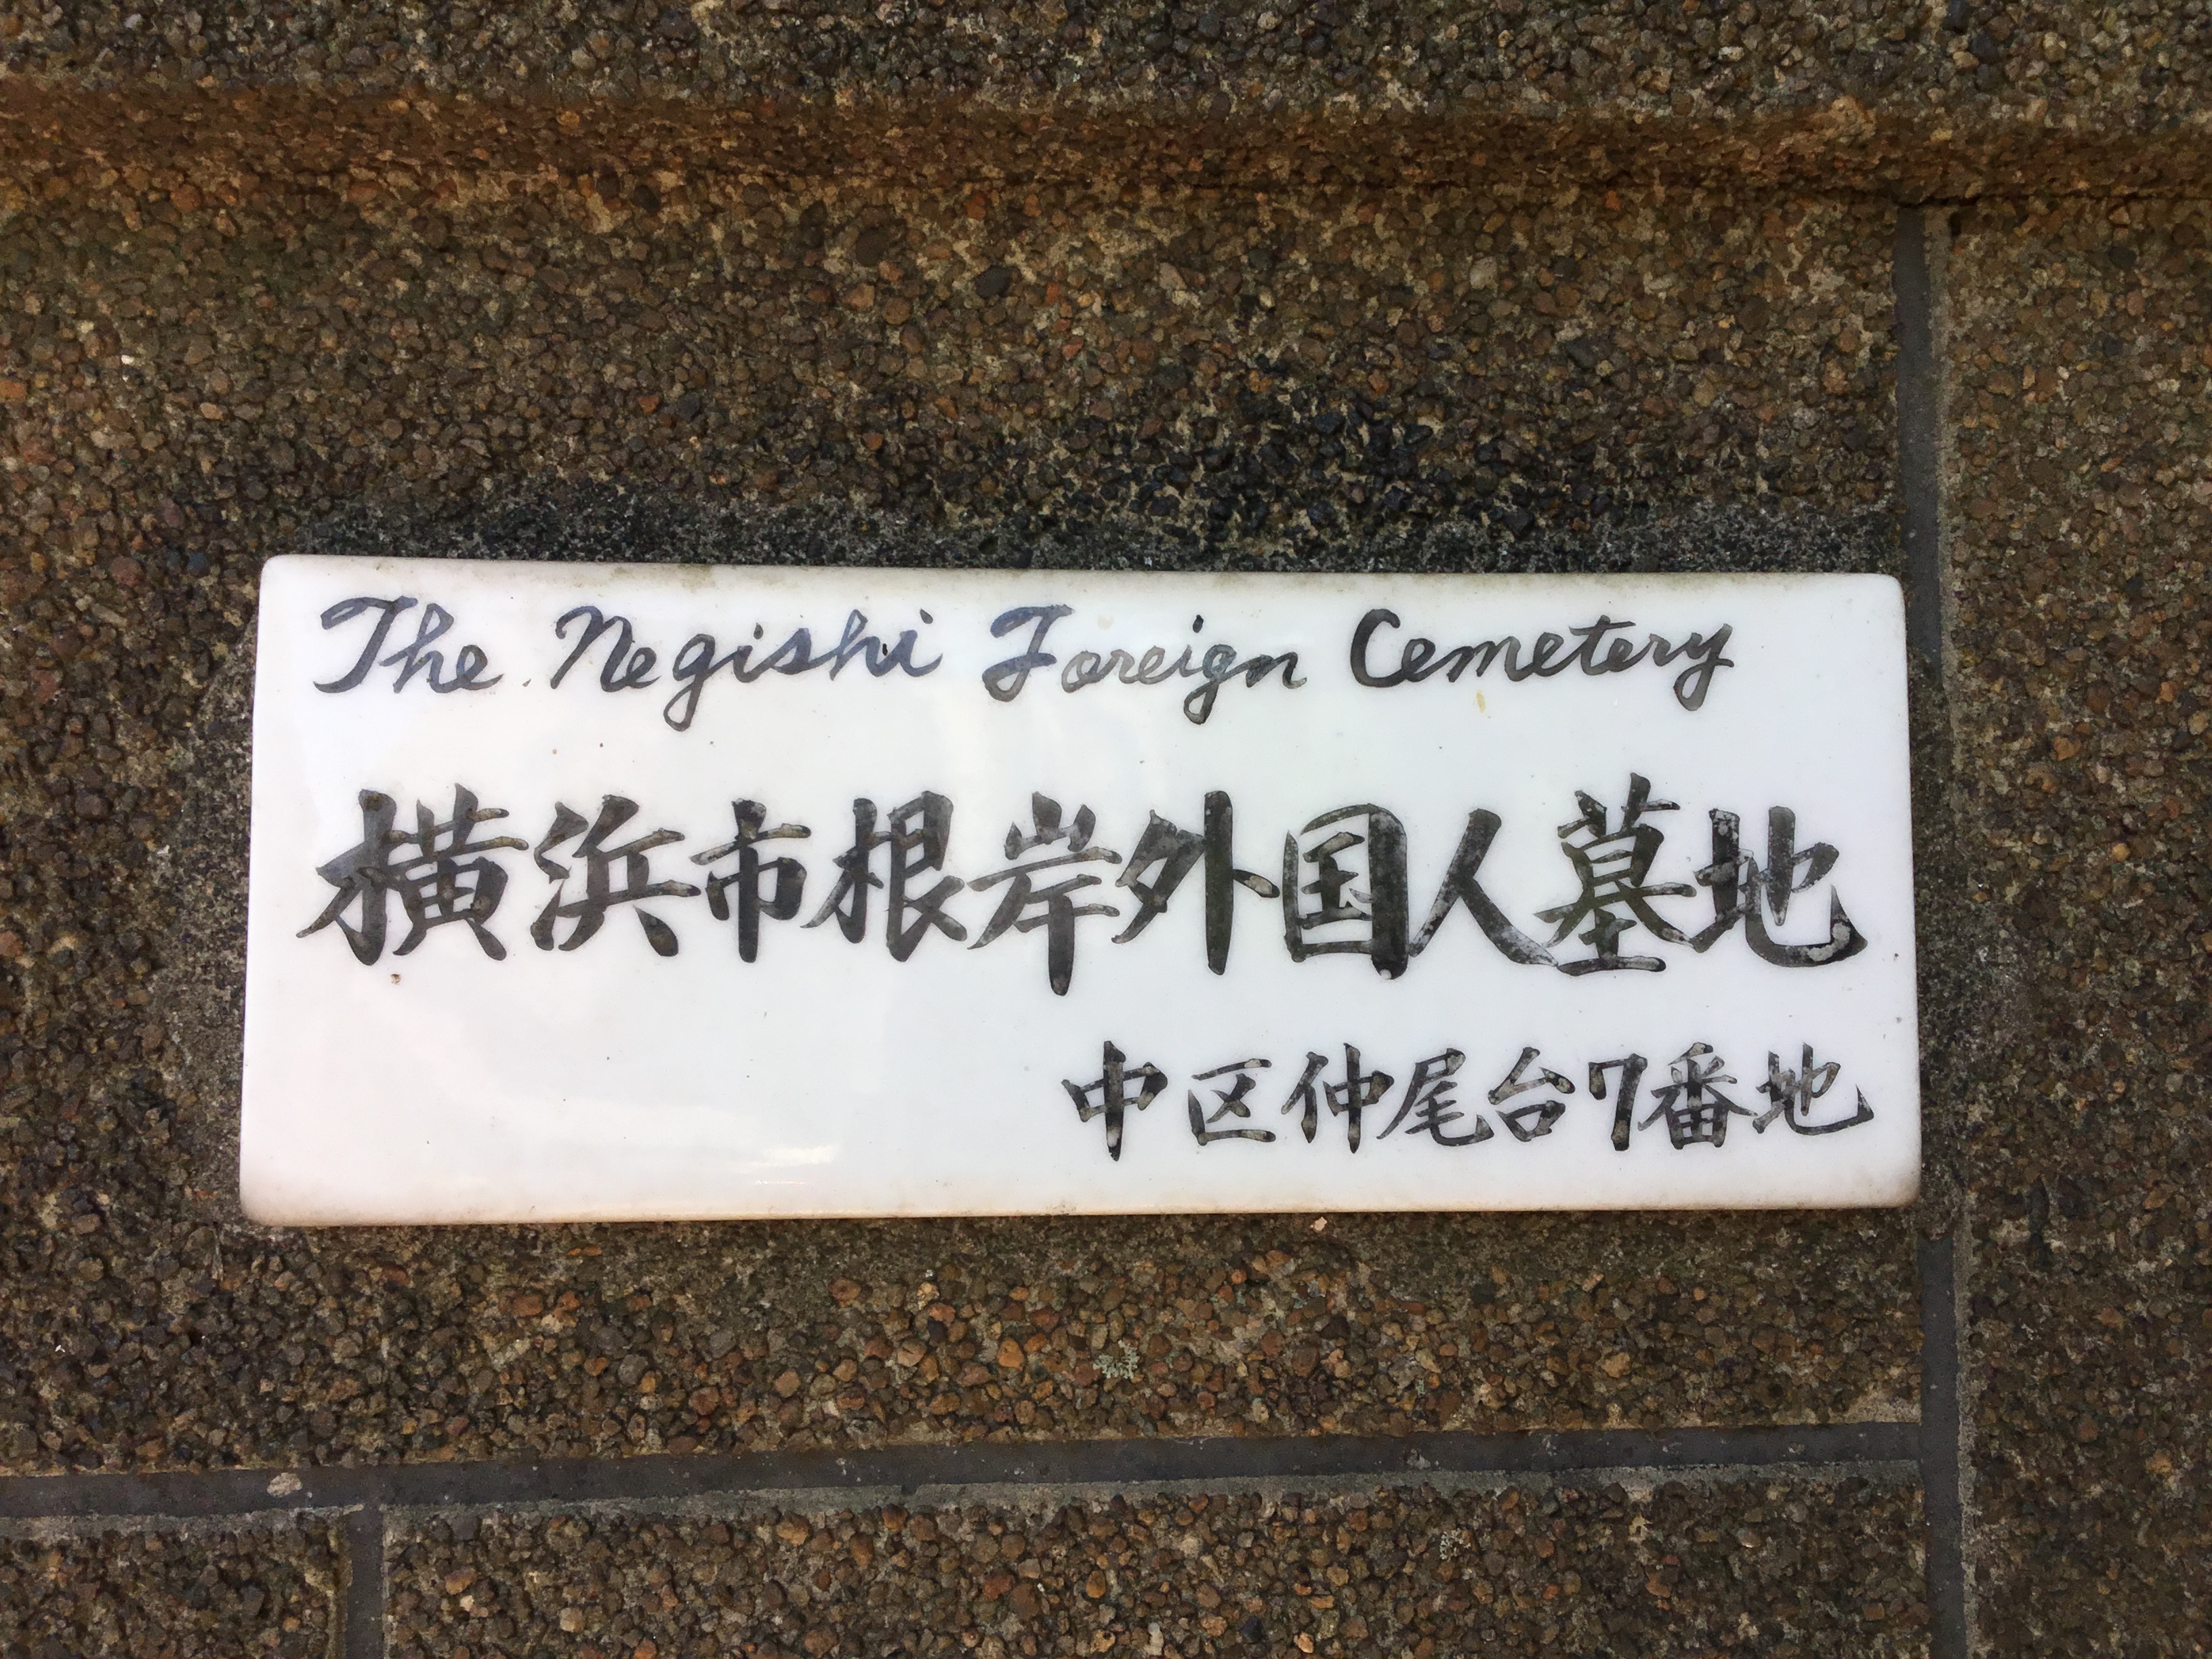 The Negishi Foreign Cemetery
横浜市根岸外国人墓地
中区仲尾台7番地